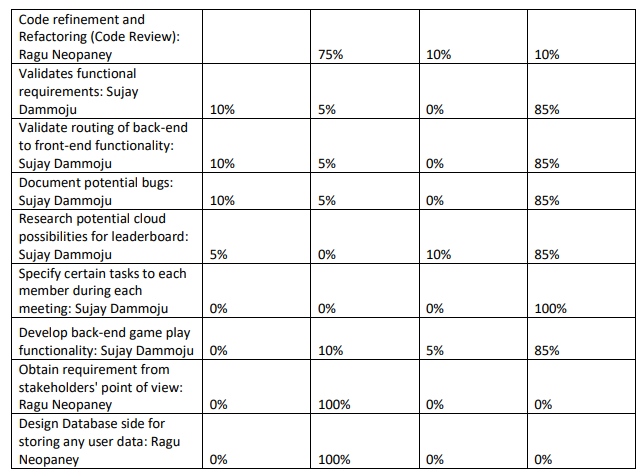 Code refinement and
Refactoring (Code Review):
Ragu Neopaney 75% 10% 10%
Validates functional
requirements: Sujay
Dammoju 10% 5% 0% 85%
Validate routing of back-end
to front-end functionality:
Sujay Dammoju 10% 5% 0% 85%
Document potential bugs:
Sujay Dammoju 10% 5% 0% 85%
Research potential cloud
possibilities for leaderboard:
Sujay Dammoju 5% 0% 10% 85%
Specify certain tasks to each
member during each
meeting: Sujay Dammoju 0% 0% 0% 100%
Develop back-end game play
functionality: Sujay Dammoju 0% 10% 5% 85%
Obtain requirement from
stakeholders' point of view:
Ragu Neopaney 0% 100% 0% 0%
Design Database side for
storing any user data: Ragu
Neopaney 0% 100% 0% 0%